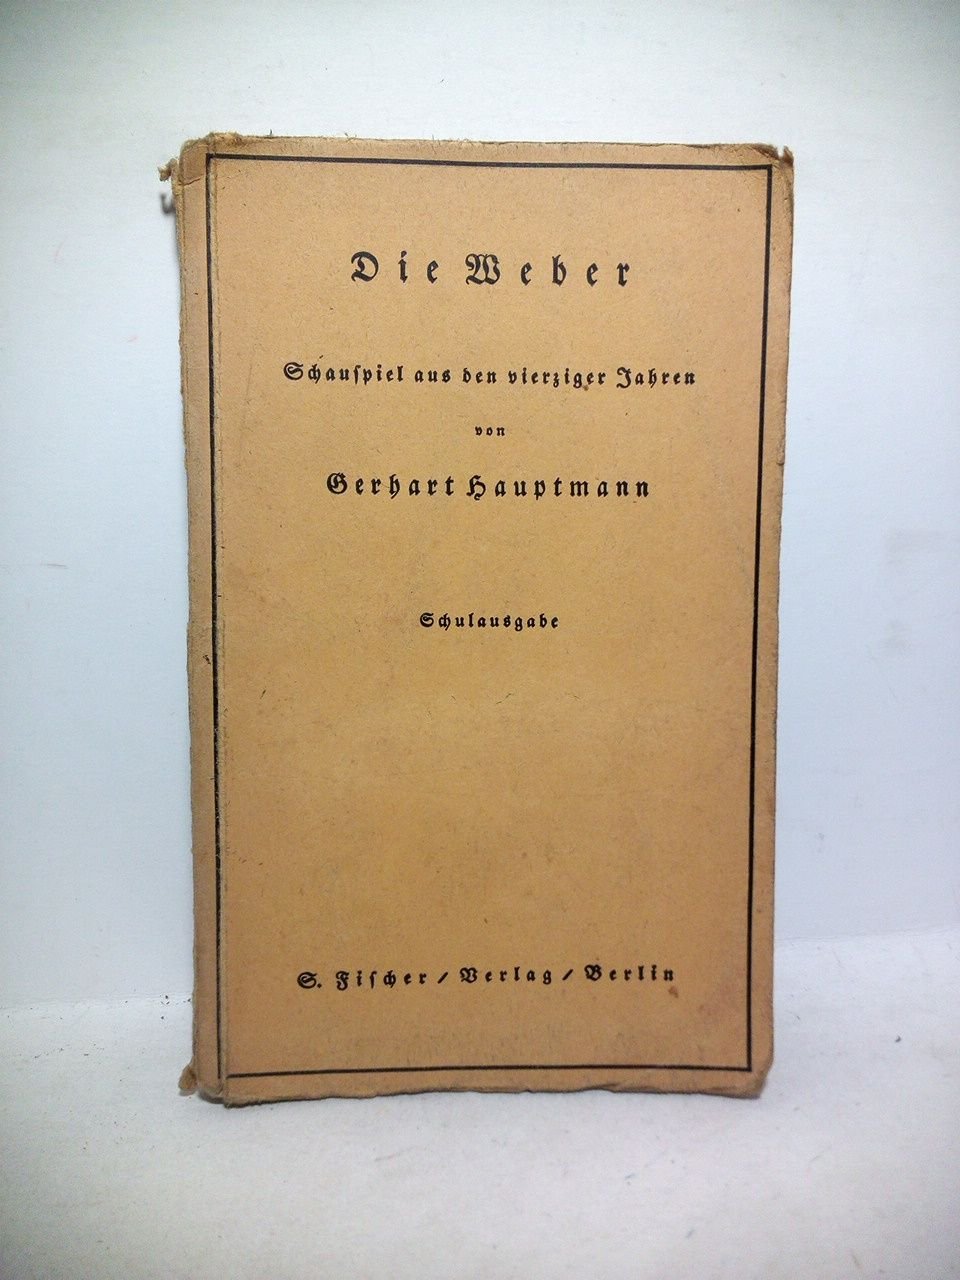 Die Weber
Schauſpiel aus den vierziger Jahren
von
Gerhart Hauptmann
Schulausgabe
S. Fiſcher / Verlag / Berlin